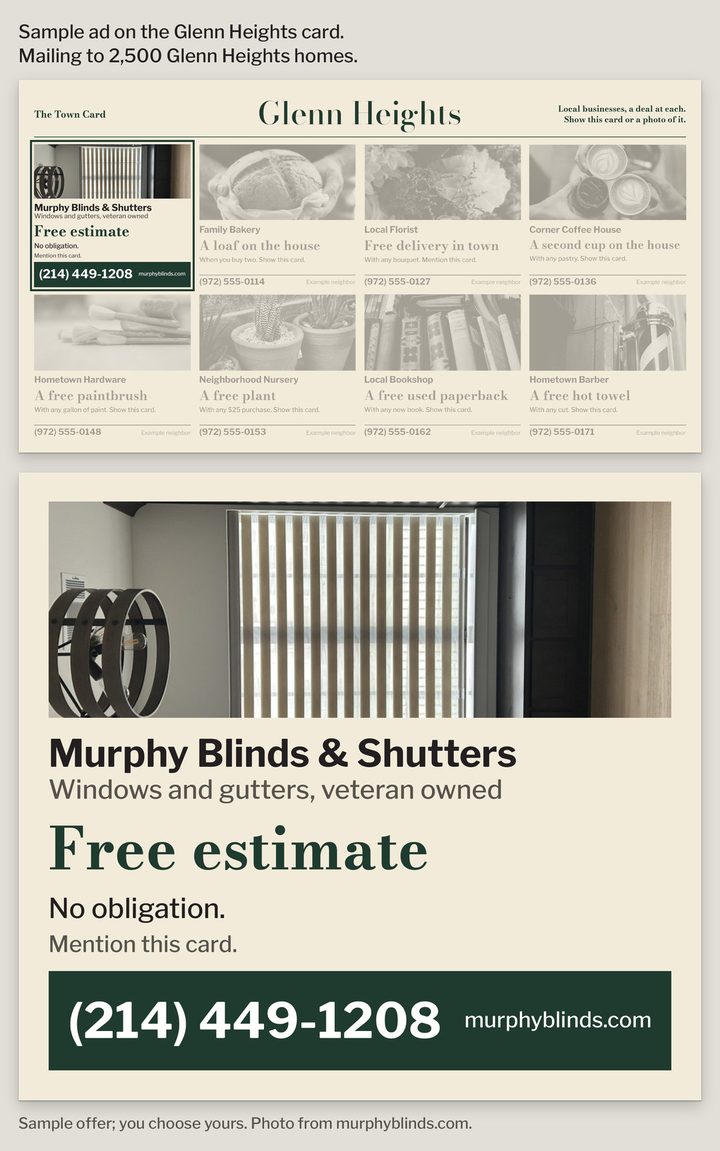 Sample ad on the Glenn Heights card.
Mailing to 2,500 Glenn Heights homes.
The Town Card
Glenn Heights
Local businesses, a deal at each.
Show this card or a photo of it.
Murphy Blinds & Shutters
Windows and gutters, veteran owned
Free estimate
No obligation.
Mention this card.
(214) 449-1208 murphyblinds.com
Family Bakery
A loaf on the house
When you buy two. Show this card.
(972) 555-0114 Example neighbor
Local Florist
Free delivery in town
With any bouquet. Mention this card.
(972) 555-0127 Example neighbor
Corner Coffee House
A second cup on the house
With any pastry. Show this card.
(972) 555-0136 Example neighbor
Hometown Hardware
A free paintbrush
With any gallon of paint. Show this card.
(972) 555-0148 Example neighbor
Neighborhood Nursery
A free plant
With any $25 purchase. Show this card.
(972) 555-0153 Example neighbor
Local Bookshop
A free used paperback
With any new book. Show this card.
(972) 555-0162 Example neighbor
Hometown Barber
A free hot towel
With any cut. Show this card.
(972) 555-0171 Example neighbor
Murphy Blinds & Shutters
Windows and gutters, veteran owned
Free estimate
No obligation.
Mention this card.
(214) 449-1208 murphyblinds.com
Sample offer; you choose yours. Photo from murphyblinds.com.